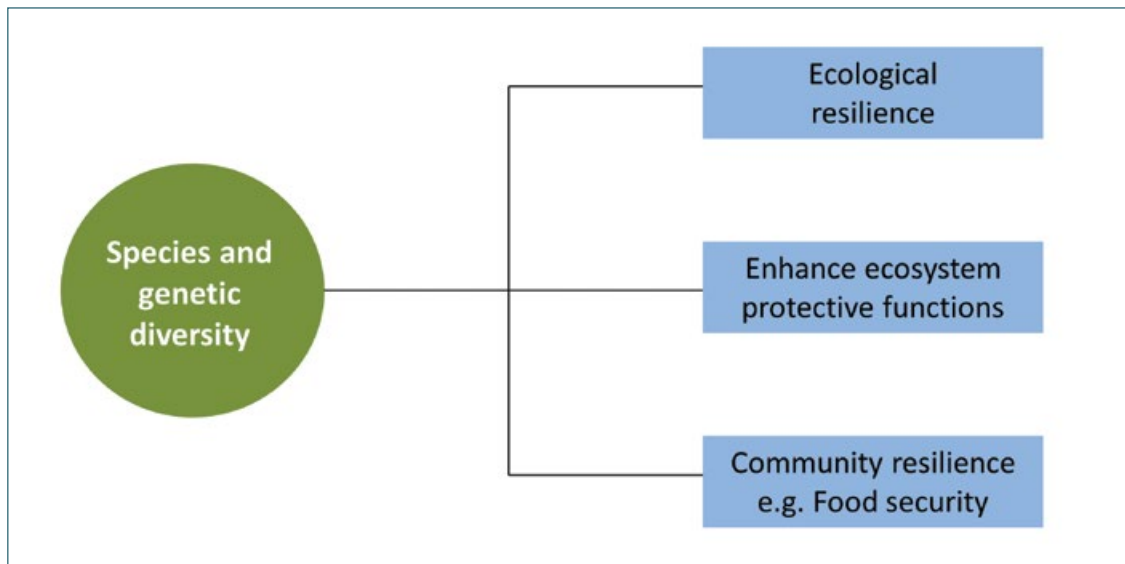 Species and
genetic
diversity
Ecological
resilience
Enhance ecosystem
protective functions
Community resilience
e.g. Food security